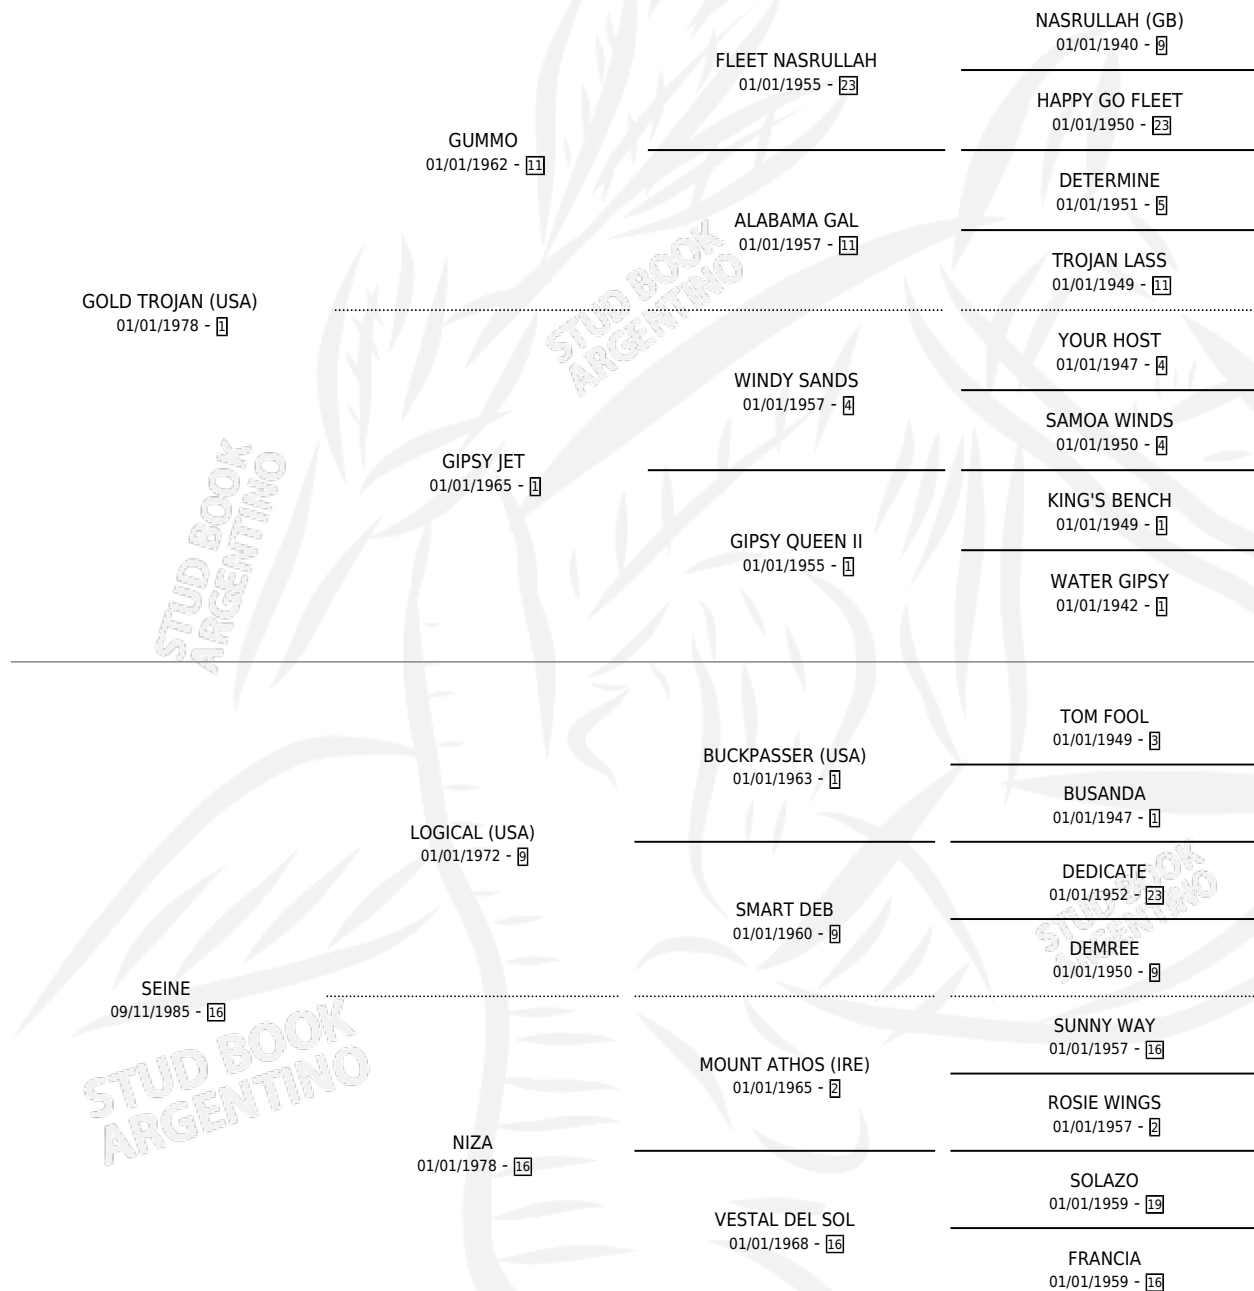 NASRULLAH (GB)
01/01/1940 - 9
FLEET NASRULLAH
01/01/1955 - 23
HAPPY GO FLEET
01/01/1950 - 23
GUMMO
01/01/1962 - 11
DETERMINE
01/01/1951 - 5
ALABAMA GAL
01/01/1957 - 11
TROJAN LASS
01/01/1949 - 11
GOLD TROJAN (USA)
01/01/1978 - 1
YOUR HOST
01/01/1947 - 4
WINDY SANDS
01/01/1957 - 4
SAMOA WINDS
01/01/1950 - 4
GIPSY JET
01/01/1965 - 1
KING'S BENCH
01/01/1949 - 1
GIPSY QUEEN II
01/01/1955 - 1
WATER GIPSY
01/01/1942 - 1
TOM FOOL
01/01/1949 - 3
BUCKPASSER (USA)
01/01/1963 - 1
BUSANDA
01/01/1947 - 1
LOGICAL (USA)
01/01/1972 - 9
DEDICATE
01/01/1952 - 23
SMART DEB
01/01/1960 - 9
DEMREE
01/01/1950 - 9
SEINE
09/11/1985 - 16
SUNNY WAY
01/01/1957 - 16
MOUNT ATHOS (IRE)
01/01/1965 - 2
ROSIE WINGS
01/01/1957 - 2
NIZA
01/01/1978 - 16
SOLAZO
01/01/1959 - 19
VESTAL DEL SOL
01/01/1968 - 16
FRANCIA
01/01/1959 - 16
STUD BOOK
ARGENTINO
STUD BOOK
ARGENTINO
STUD BOOK
ARGENTINO
STUD BOOK
ARGENTINO